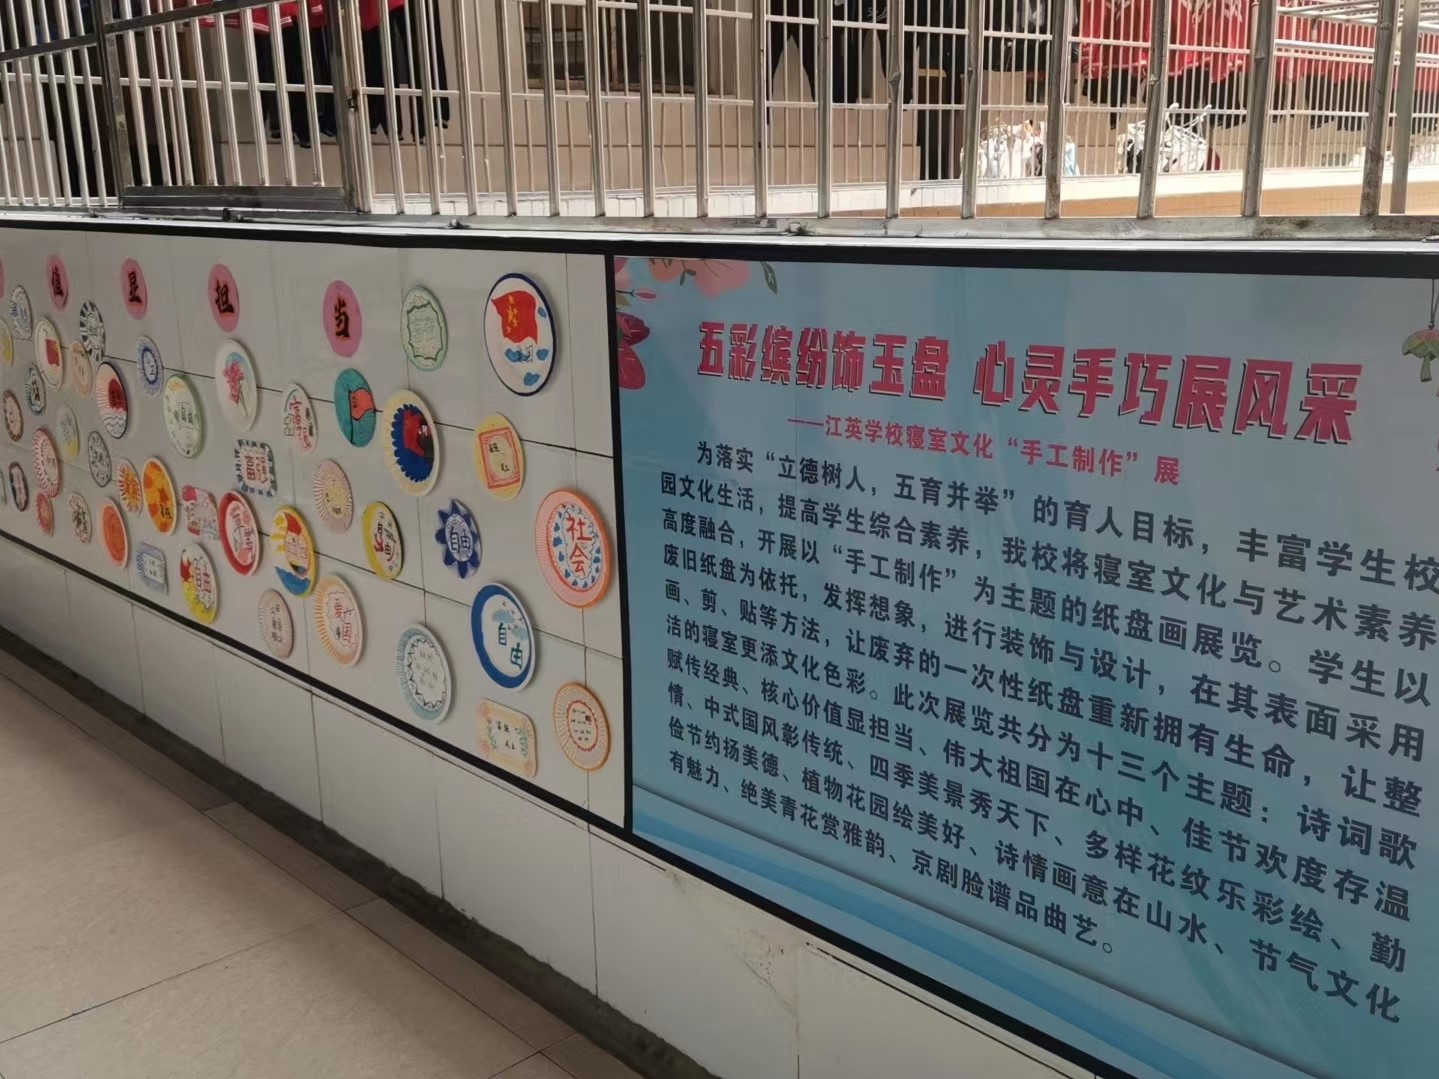 值显担当
自由
社会
自由
自由
爱国
五彩缤纷饰玉盘 心灵手巧展风采
——江英学校寝室文化“手工制作”展
为落实“立德树人，五育并举”的育人目标，丰富学生校
园文化生活，提高学生综合素养，我校将寝室文化与艺术素养
高度融合，开展以“手工制作”为主题的纸盘画展览。学生以
废旧纸盘为依托，发挥想象，进行装饰与设计，在其表面采用
画、剪、贴等方法，让废弃的一次性纸盘重新拥有生命，让整
洁的寝室更添文化色彩。此次展览共分为十三个主题：诗词歌
赋传经典、核心价值显担当、伟大祖国在心中、佳节欢度存温
情、中式国风彰传统、四季美景秀天下、多样花纹乐彩绘、勤
俭节约扬美德、植物花园绘美好、诗情画意在山水、节气文化
有魅力、绝美青花赏雅韵、京剧脸谱品曲艺。